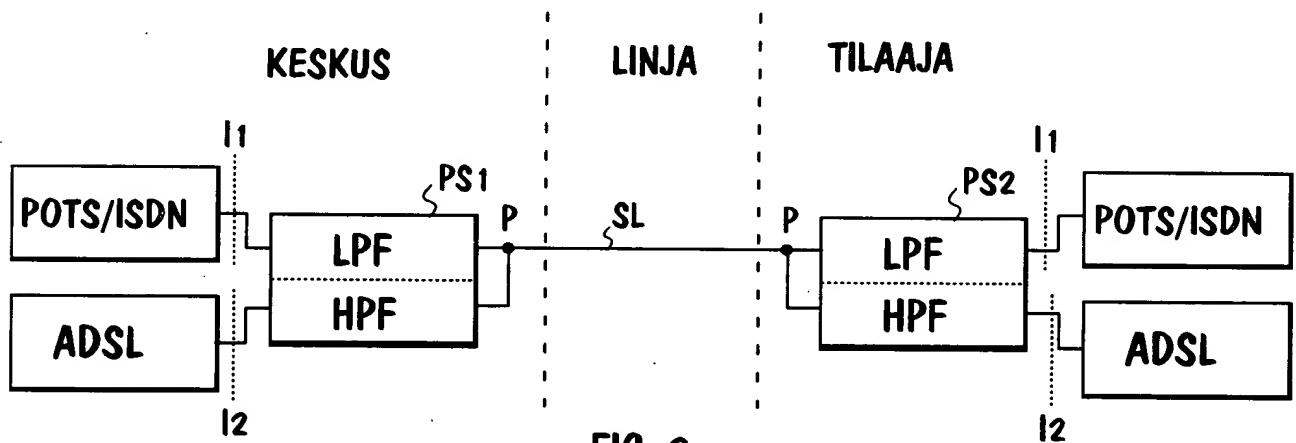 KESKUS
LINJA
TILAAJA
I1
I1
POTS/ISDN
PS1
P
SL
P
PS2
POTS/ISDN
LPF
HPF
LPF
HPF
ADSL
ADSL
I2
I2